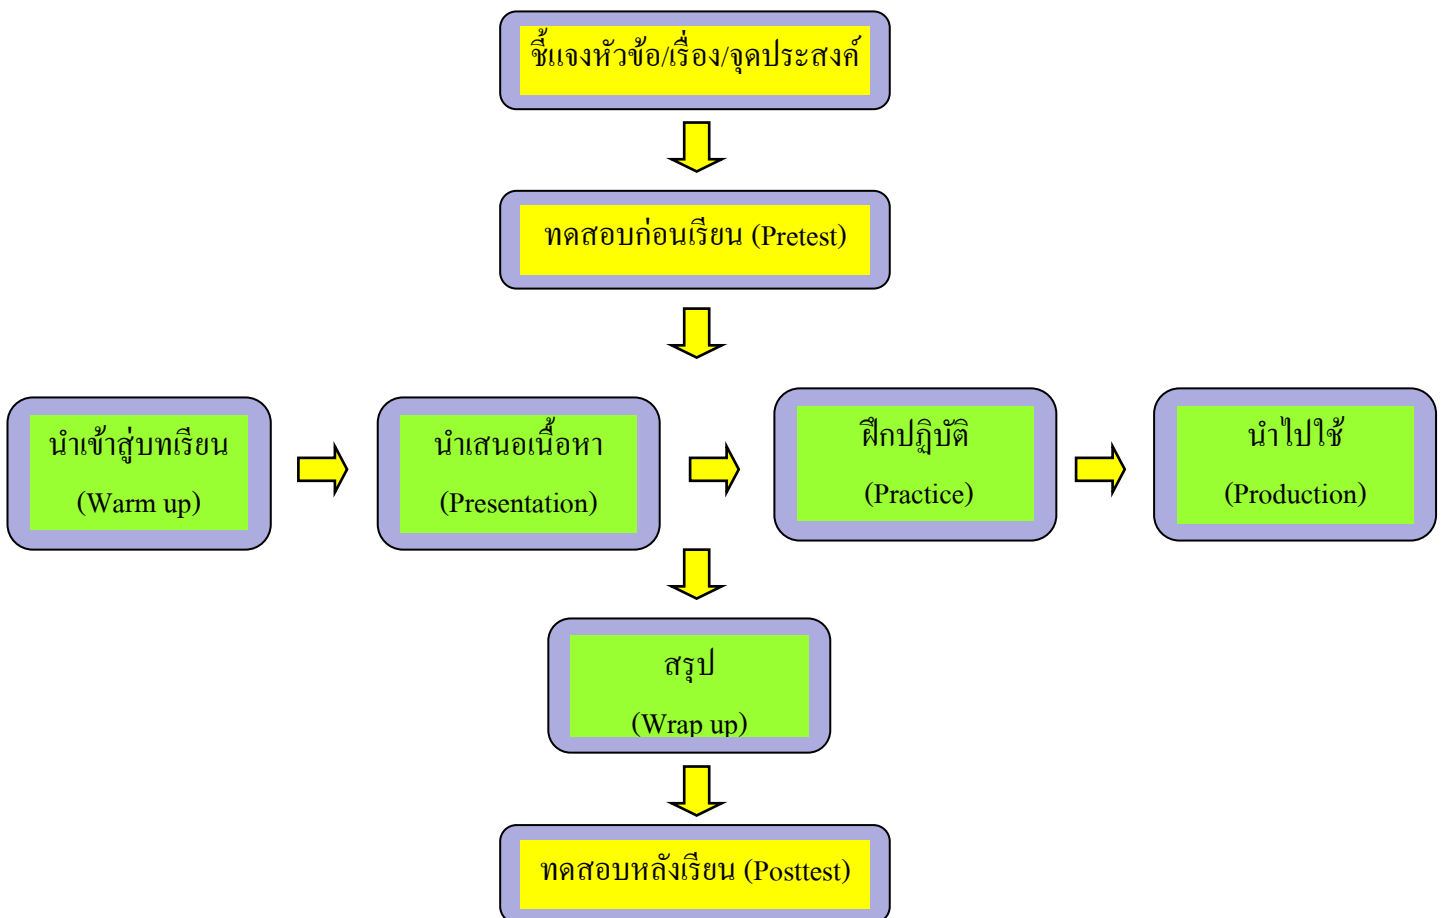 ชี้แจงหัวข้อ/เรื่อง/จุดประสงค์
ทดสอบก่อนเรียน (Pretest)
นำเข้าสู่บทเรียน
(Warm up)
นำเสนอเนื้อหา
(Presentation)
ฝึกปฏิบัติ
(Practice)
นำไปใช้
(Production)
สรุป
(Wrap up)
ทดสอบหลังเรียน (Posttest)